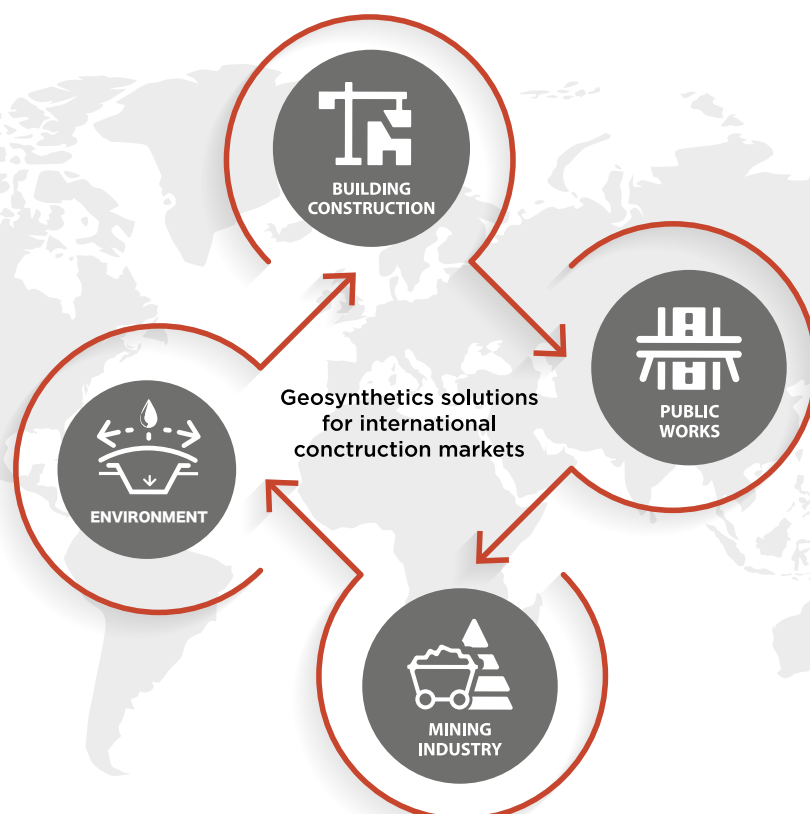 BUILDING
CONSTRUCTION
PUBLIC
WORKS
Geosynthetics solutions
for international
conctruction markets
ENVIRONMENT
MINING
INDUSTRY